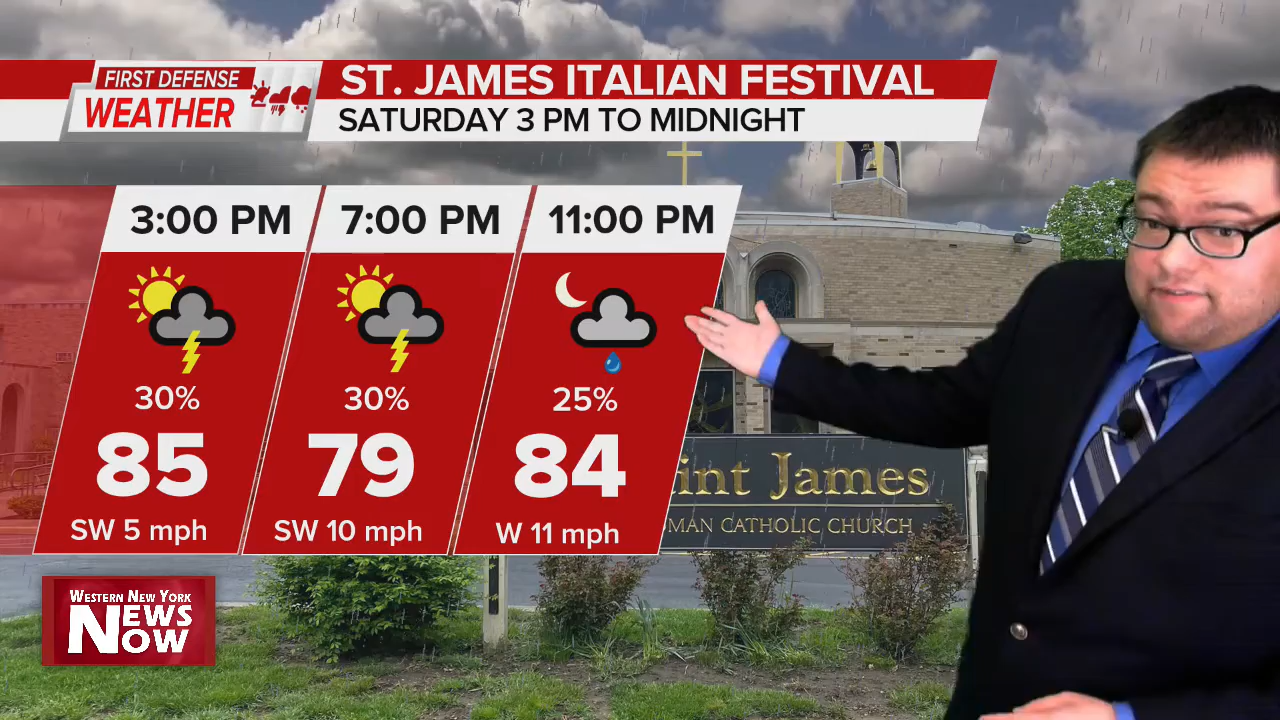 FIRST DEFENSE
WEATHER
ST. JAMES ITALIAN FESTIVAL
SATURDAY 3 PM TO MIDNIGHT
3:00 PM 7:00 PM 11:00 PM
30% 30% 25%
85 79 84
SW 5 mph SW 10 mph W 11 mph
int James
MAN CATHOLIC CHURCH
WESTERN NEW YORK
NEWS
NOW